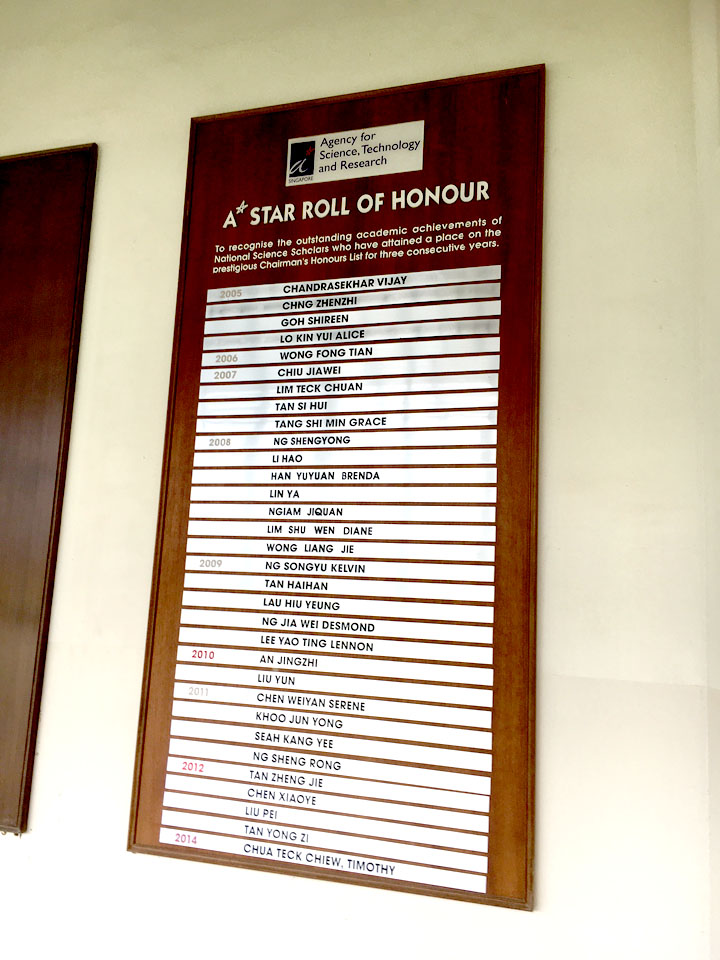 Agency for
Science, Technology
and Research
a
SINGAPORE
A* STAR ROLL OF HONOUR
To recognise the outstanding academic achievements of
National Science Scholars who have attained a place on the
prestigious Chairman's Honours List for three consecutive years.
2005 CHANDRASEKHAR VIJAY
CHNG ZHENZHI
GOH SHIREEN
LO KIN YUI ALICE
2006 WONG FONG TIAN
2007 CHIU JIAWEI
LIM TECK CHUAN
TAN SI HUI
TANG SHI MIN GRACE
2008 NG SHENGYONG
LI HAO
HAN YUYUAN BRENDA
LIN YA
NGIAM JIQUAN
LIM SHU WEN DIANE
WONG LIANG JIE
2009 NG SONGYU KELVIN
TAN HAIHAN
LAU HIU YEUNG
NG JIA WEI DESMOND
LEE YAO TING LENNON
2010 AN JINGZHI
LIU YUN
2011 CHEN WEIYAN SERENE
KHOO JUN YONG
SEAH KANG YEE
NG SHENG RONG
2012 TAN ZHENG JIE
CHEN XIAOYE
LIU PEI
TAN YONG ZI
2014 CHUA TECK CHIEW, TIMOTHY